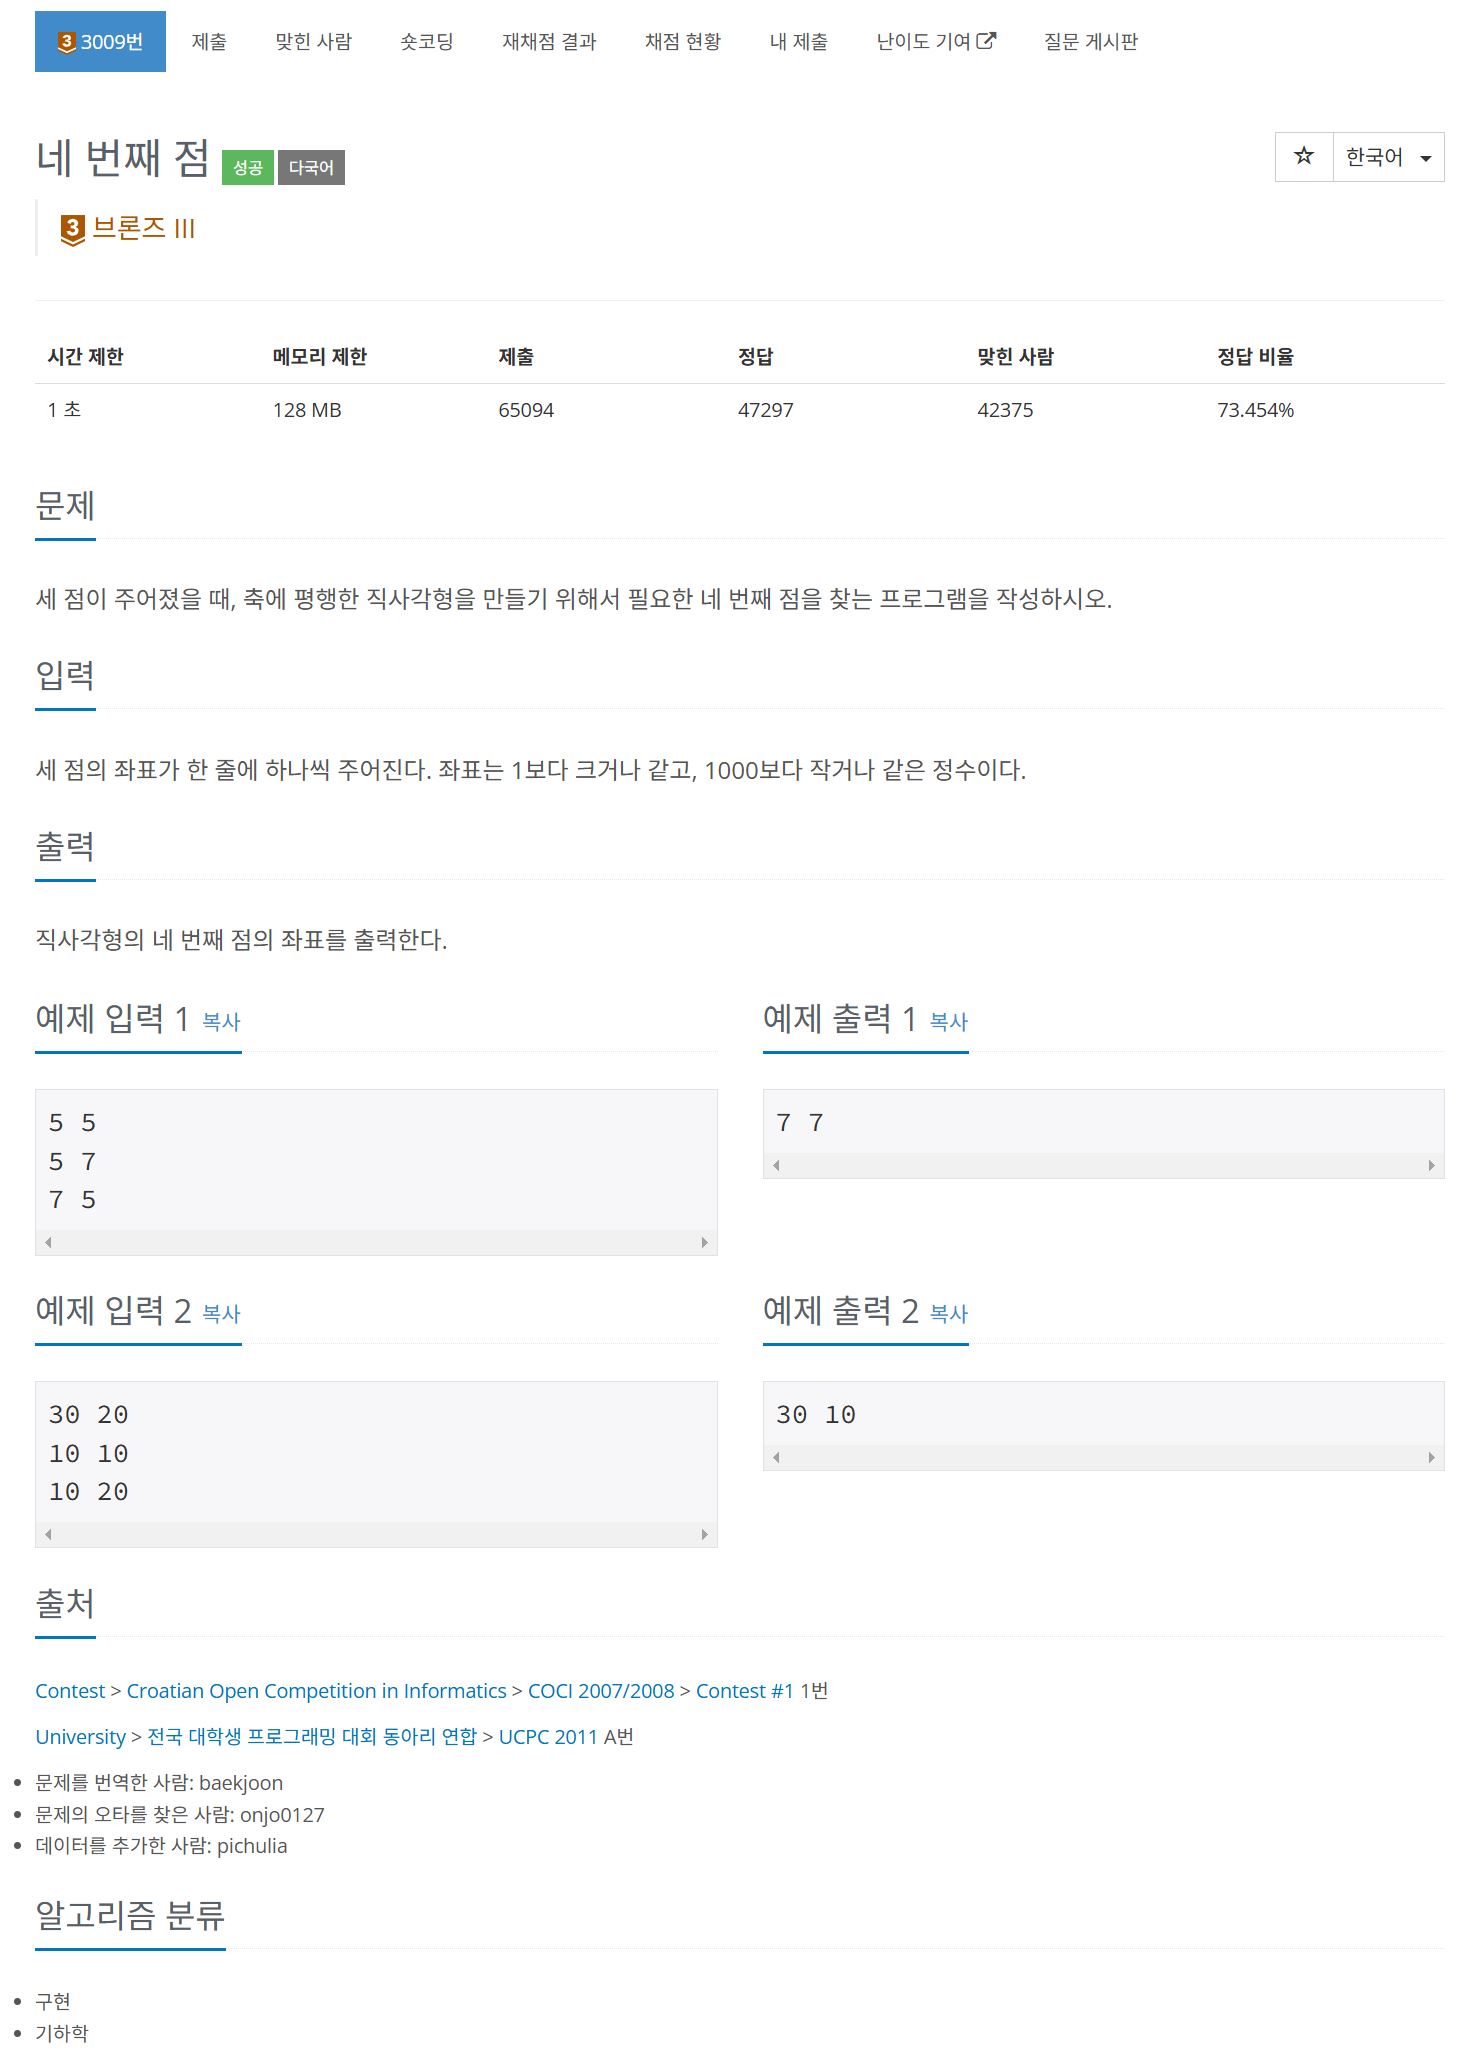 3 3009번 제출 맞힌 사람 숏코딩 재채점 결과 채점 현황 내 제출 난이도 기여 질문 게시판
네 번째 점 성공 다국어 한국어
3 브론즈 III
시간 제한 메모리 제한 제출 정답 맞힌 사람 정답 비율
1 초 128 MB 65094 47297 42375 73.454%
문제
세 점이 주어졌을 때, 축에 평행한 직사각형을 만들기 위해서 필요한 네 번째 점을 찾는 프로그램을 작성하시오.
입력
세 점의 좌표가 한 줄에 하나씩 주어진다. 좌표는 1보다 크거나 같고, 1000보다 작거나 같은 정수이다.
출력
직사각형의 네 번째 점의 좌표를 출력한다.
예제 입력 1 복사
5 5
5 7
7 5
예제 출력 1 복사
7 7
예제 입력 2 복사
30 20
10 10
10 20
예제 출력 2 복사
30 10
출처
Contest > Croatian Open Competition in Informatics > COCI 2007/2008 > Contest #1 1번
University > 전국 대학생 프로그래밍 대회 동아리 연합 > UCPC 2011 A번
문제를 번역한 사람: baekjoon
문제의 오타를 찾은 사람: onjo0127
데이터를 추가한 사람: pichulia
알고리즘 분류
구현
기하학